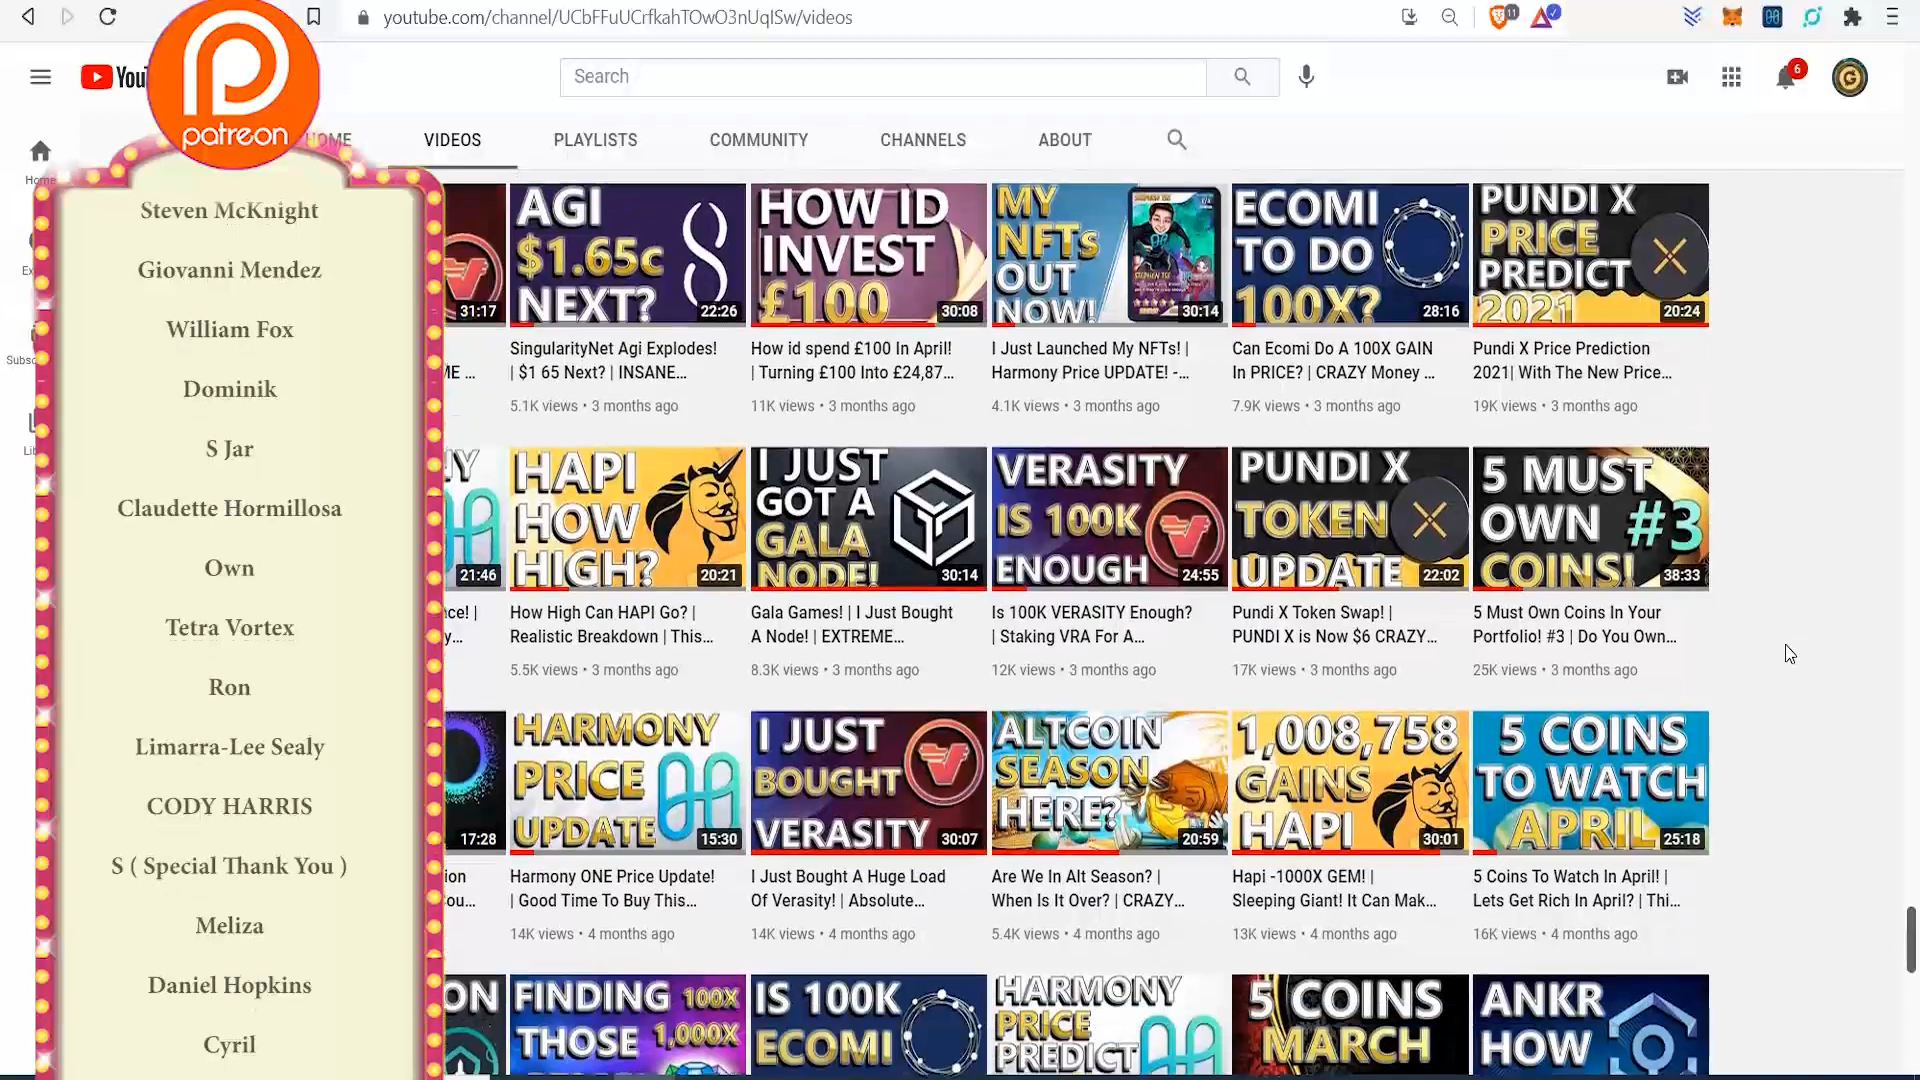 youtube.com/channel/UCbFFuUCrfkahTOwO3nUqISw/videos
11
YouT
Search
6
patreon
HOME
VIDEOS
PLAYLISTS
COMMUNITY
CHANNELS
ABOUT
Home
Steven McKnight
Giovanni Mendez
William Fox
Dominik
S Jar
Claudette Hormillosa
Own
Tetra Vortex
Ron
Limarra-Lee Sealy
CODY HARRIS
S ( Special Thank You )
Meliza
Daniel Hopkins
Cyril
Ex
Subsc
Lib
31:17
ME ...
AGI
$1.65c
NEXT?
22:26
SingularityNet Agi Explodes!
| $1 65 Next? | INSANE...
5.1K views • 3 months ago
HOW ID
INVEST
£100
30:08
How id spend £100 In April!
| Turning £100 Into £24,87...
11K views • 3 months ago
MY
NFTs
OUT
NOW!
30:14
I Just Launched My NFTs! |
Harmony Price UPDATE! -...
4.1K views • 3 months ago
ECOMI
TO DO
100X?
28:16
Can Ecomi Do A 100X GAIN
In PRICE? | CRAZY Money ...
7.9K views • 3 months ago
PUNDI X
PRICE
PREDICT
2021
20:24
Pundi X Price Prediction
2021| With The New Price...
19K views • 3 months ago
NY
21:46
nce! |
y...
HAPI
HOW
HIGH?
20:21
How High Can HAPI Go? |
Realistic Breakdown | This...
5.5K views • 3 months ago
I JUST
GOT A
GALA
NODE!
30:14
Gala Games! | I Just Bought
A Node! | EXTREME...
8.3K views • 3 months ago
VERASITY
IS 100K
ENOUGH
24:55
Is 100K VERASITY Enough?
| Staking VRA For A...
12K views • 3 months ago
PUNDI X
TOKEN
UPDATE
22:02
Pundi X Token Swap! |
PUNDI X is Now $6 CRAZY...
17K views • 3 months ago
5 MUST
OWN #3
COINS!
38:33
5 Must Own Coins In Your
Portfolio! #3 | Do You Own...
25K views • 3 months ago
17:28
ion
ou...
HARMONY
PRICE
UPDATE
15:30
Harmony ONE Price Update!
| Good Time To Buy This...
14K views • 4 months ago
I JUST
BOUGHT
VERASITY
30:07
I Just Bought A Huge Load
Of Verasity! | Absolute...
14K views • 4 months ago
ALTCOIN
SEASON
HERE?
20:59
Are We In Alt Season? |
When Is It Over? | CRAZY...
5.4K views • 4 months ago
1,008,758
GAINS
HAPI
30:01
Hapi -1000X GEM! |
Sleeping Giant! It Can Mak...
13K views • 4 months ago
5 COINS
TO WATCH
APRIL
25:18
5 Coins To Watch In April! |
Lets Get Rich In April? | Thi...
16K views • 4 months ago
ON
FINDING 100X
THOSE 1,000X
IS 100K
ECOMI
HARMONY
PRICE
PREDICT
5 COINS
MARCH
ANKR
HOW